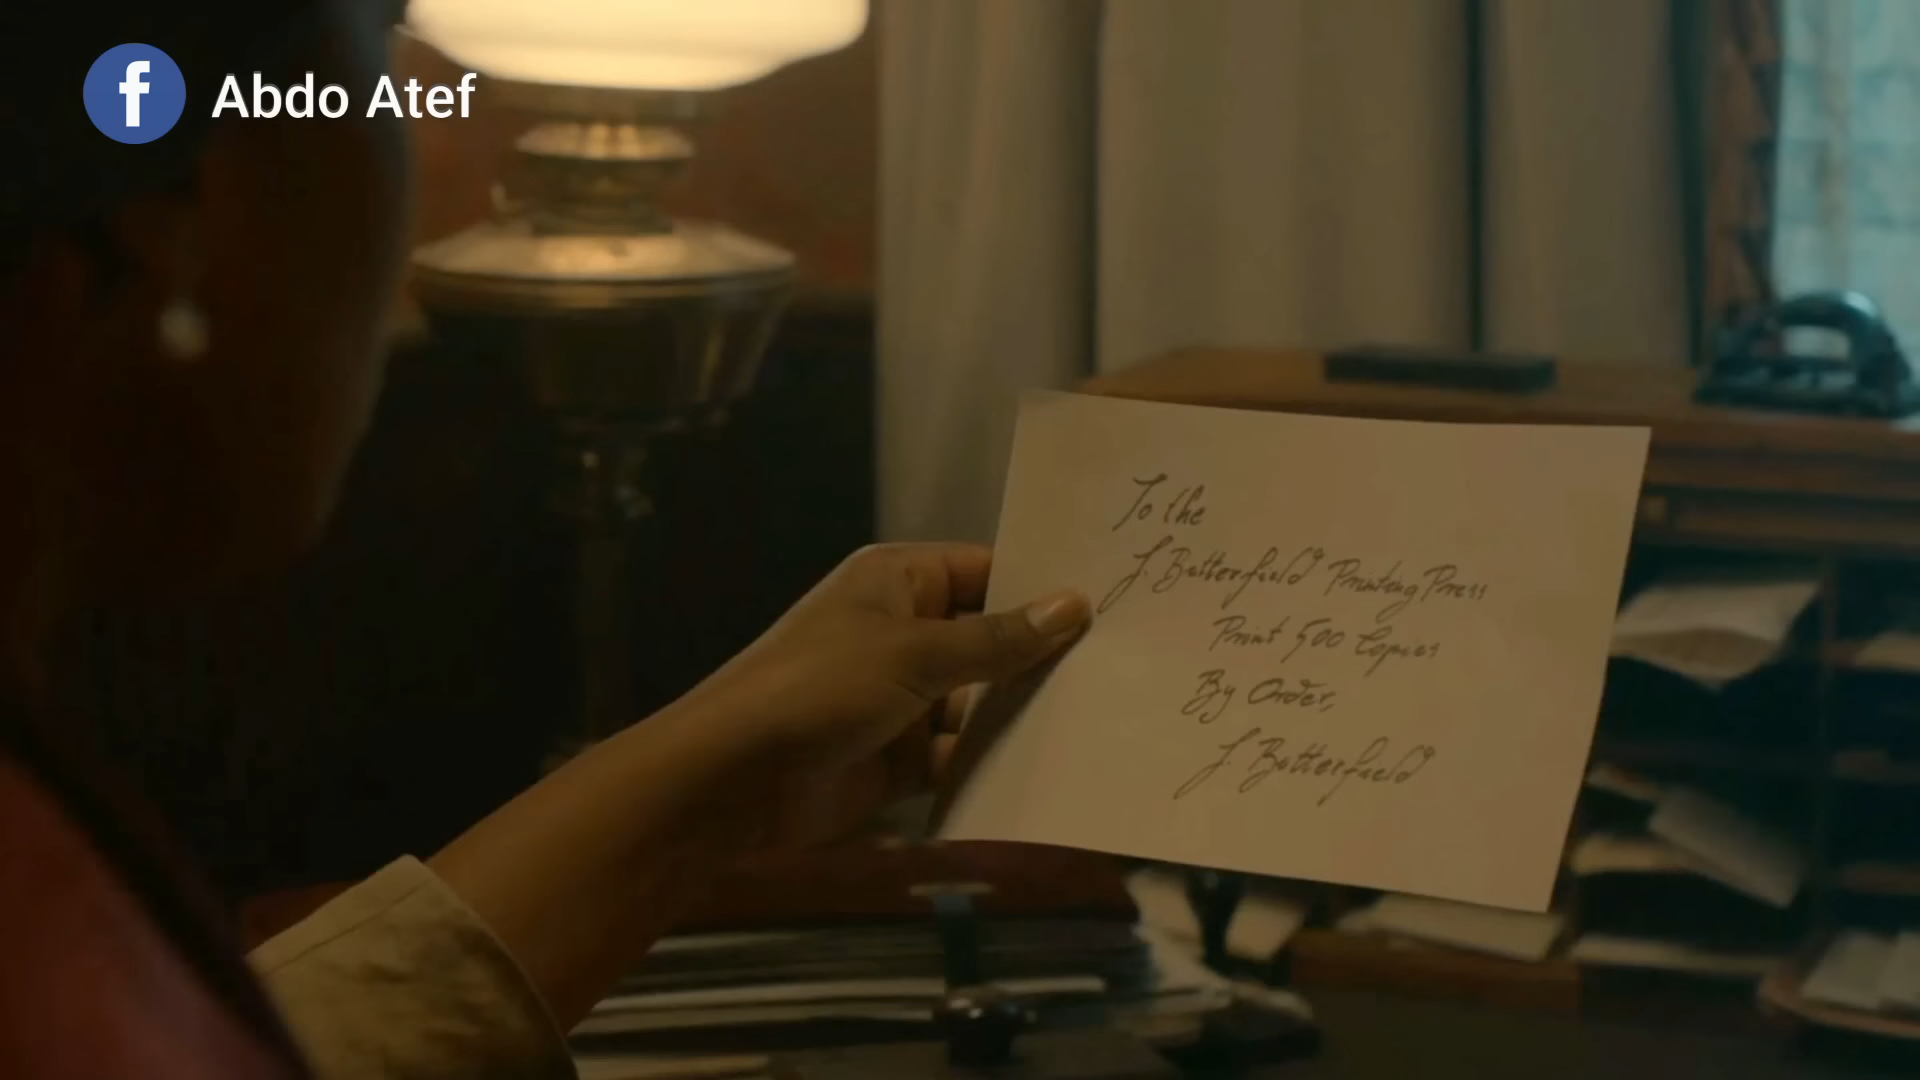 Abdo Atef
To the
J. Butterfield Printing Press
Print 500 Copies
By Order,
J. Butterfield